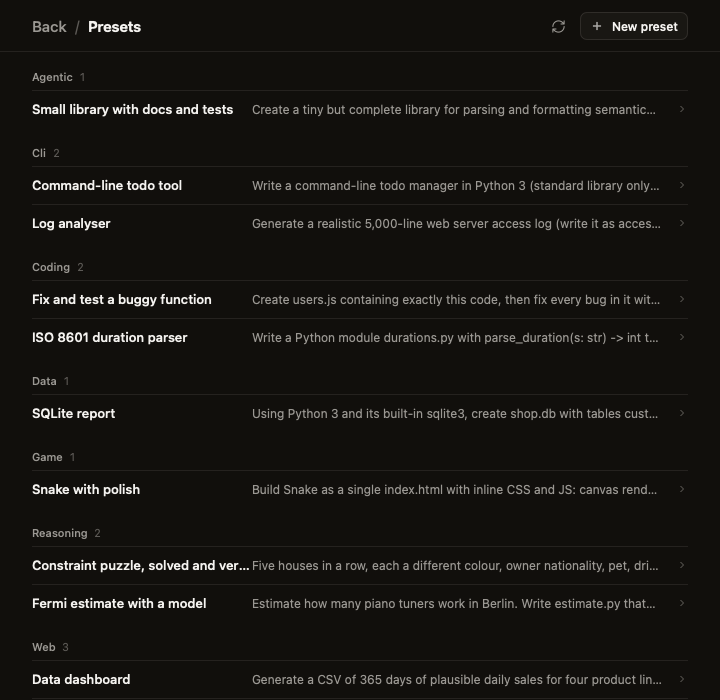 Back / Presets
New preset
Agentic 1
Small library with docs and tests Create a tiny but complete library for parsing and formatting semantic...
Cli 2
Command-line todo tool Write a command-line todo manager in Python 3 (standard library only...
Log analyser Generate a realistic 5,000-line web server access log (write it as acces...
Coding 2
Fix and test a buggy function Create users.js containing exactly this code, then fix every bug in it wit...
ISO 8601 duration parser Write a Python module durations.py with parse_duration(s: str) -> int t...
Data 1
SQLite report Using Python 3 and its built-in sqlite3, create shop.db with tables cust...
Game 1
Snake with polish Build Snake as a single index.html with inline CSS and JS: canvas rend...
Reasoning 2
Constraint puzzle, solved and ver... Five houses in a row, each a different colour, owner nationality, pet, dri...
Fermi estimate with a model Estimate how many piano tuners work in Berlin. Write estimate.py that...
Web 3
Data dashboard Generate a CSV of 365 days of plausible daily sales for four product lin...